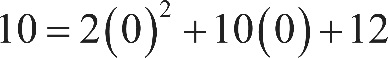 10 = 2(0)² + 10(0) + 12